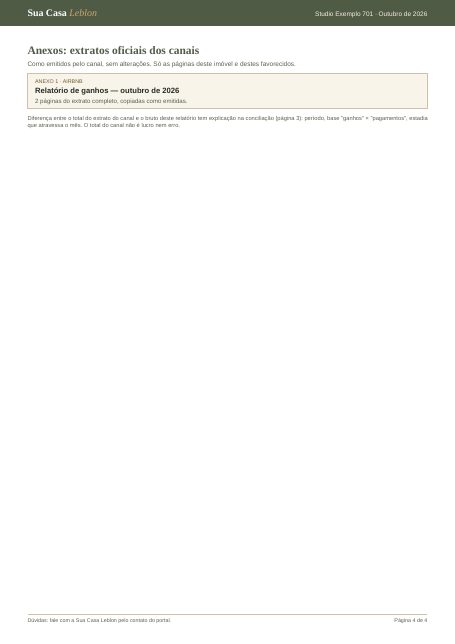 Sua Casa Leblon
Studio Exemplo 701 · Outubro de 2026
Anexos: extratos oficiais dos canais
Como emitidos pelo canal, sem alterações. Só as páginas deste imóvel e destes favorecidos.
ANEXO 1 · AIRBNB
Relatório de ganhos — outubro de 2026
2 páginas do extrato completo, copiadas como emitidas.
Diferença entre o total do extrato do canal e o bruto deste relatório tem explicação na conciliação (página 3): período, base "ganhos" × "pagamentos", estadia
que atravessa o mês. O total do canal não é lucro nem erro.
Dúvidas: fale com a Sua Casa Leblon pelo contato do portal.
Página 4 de 4